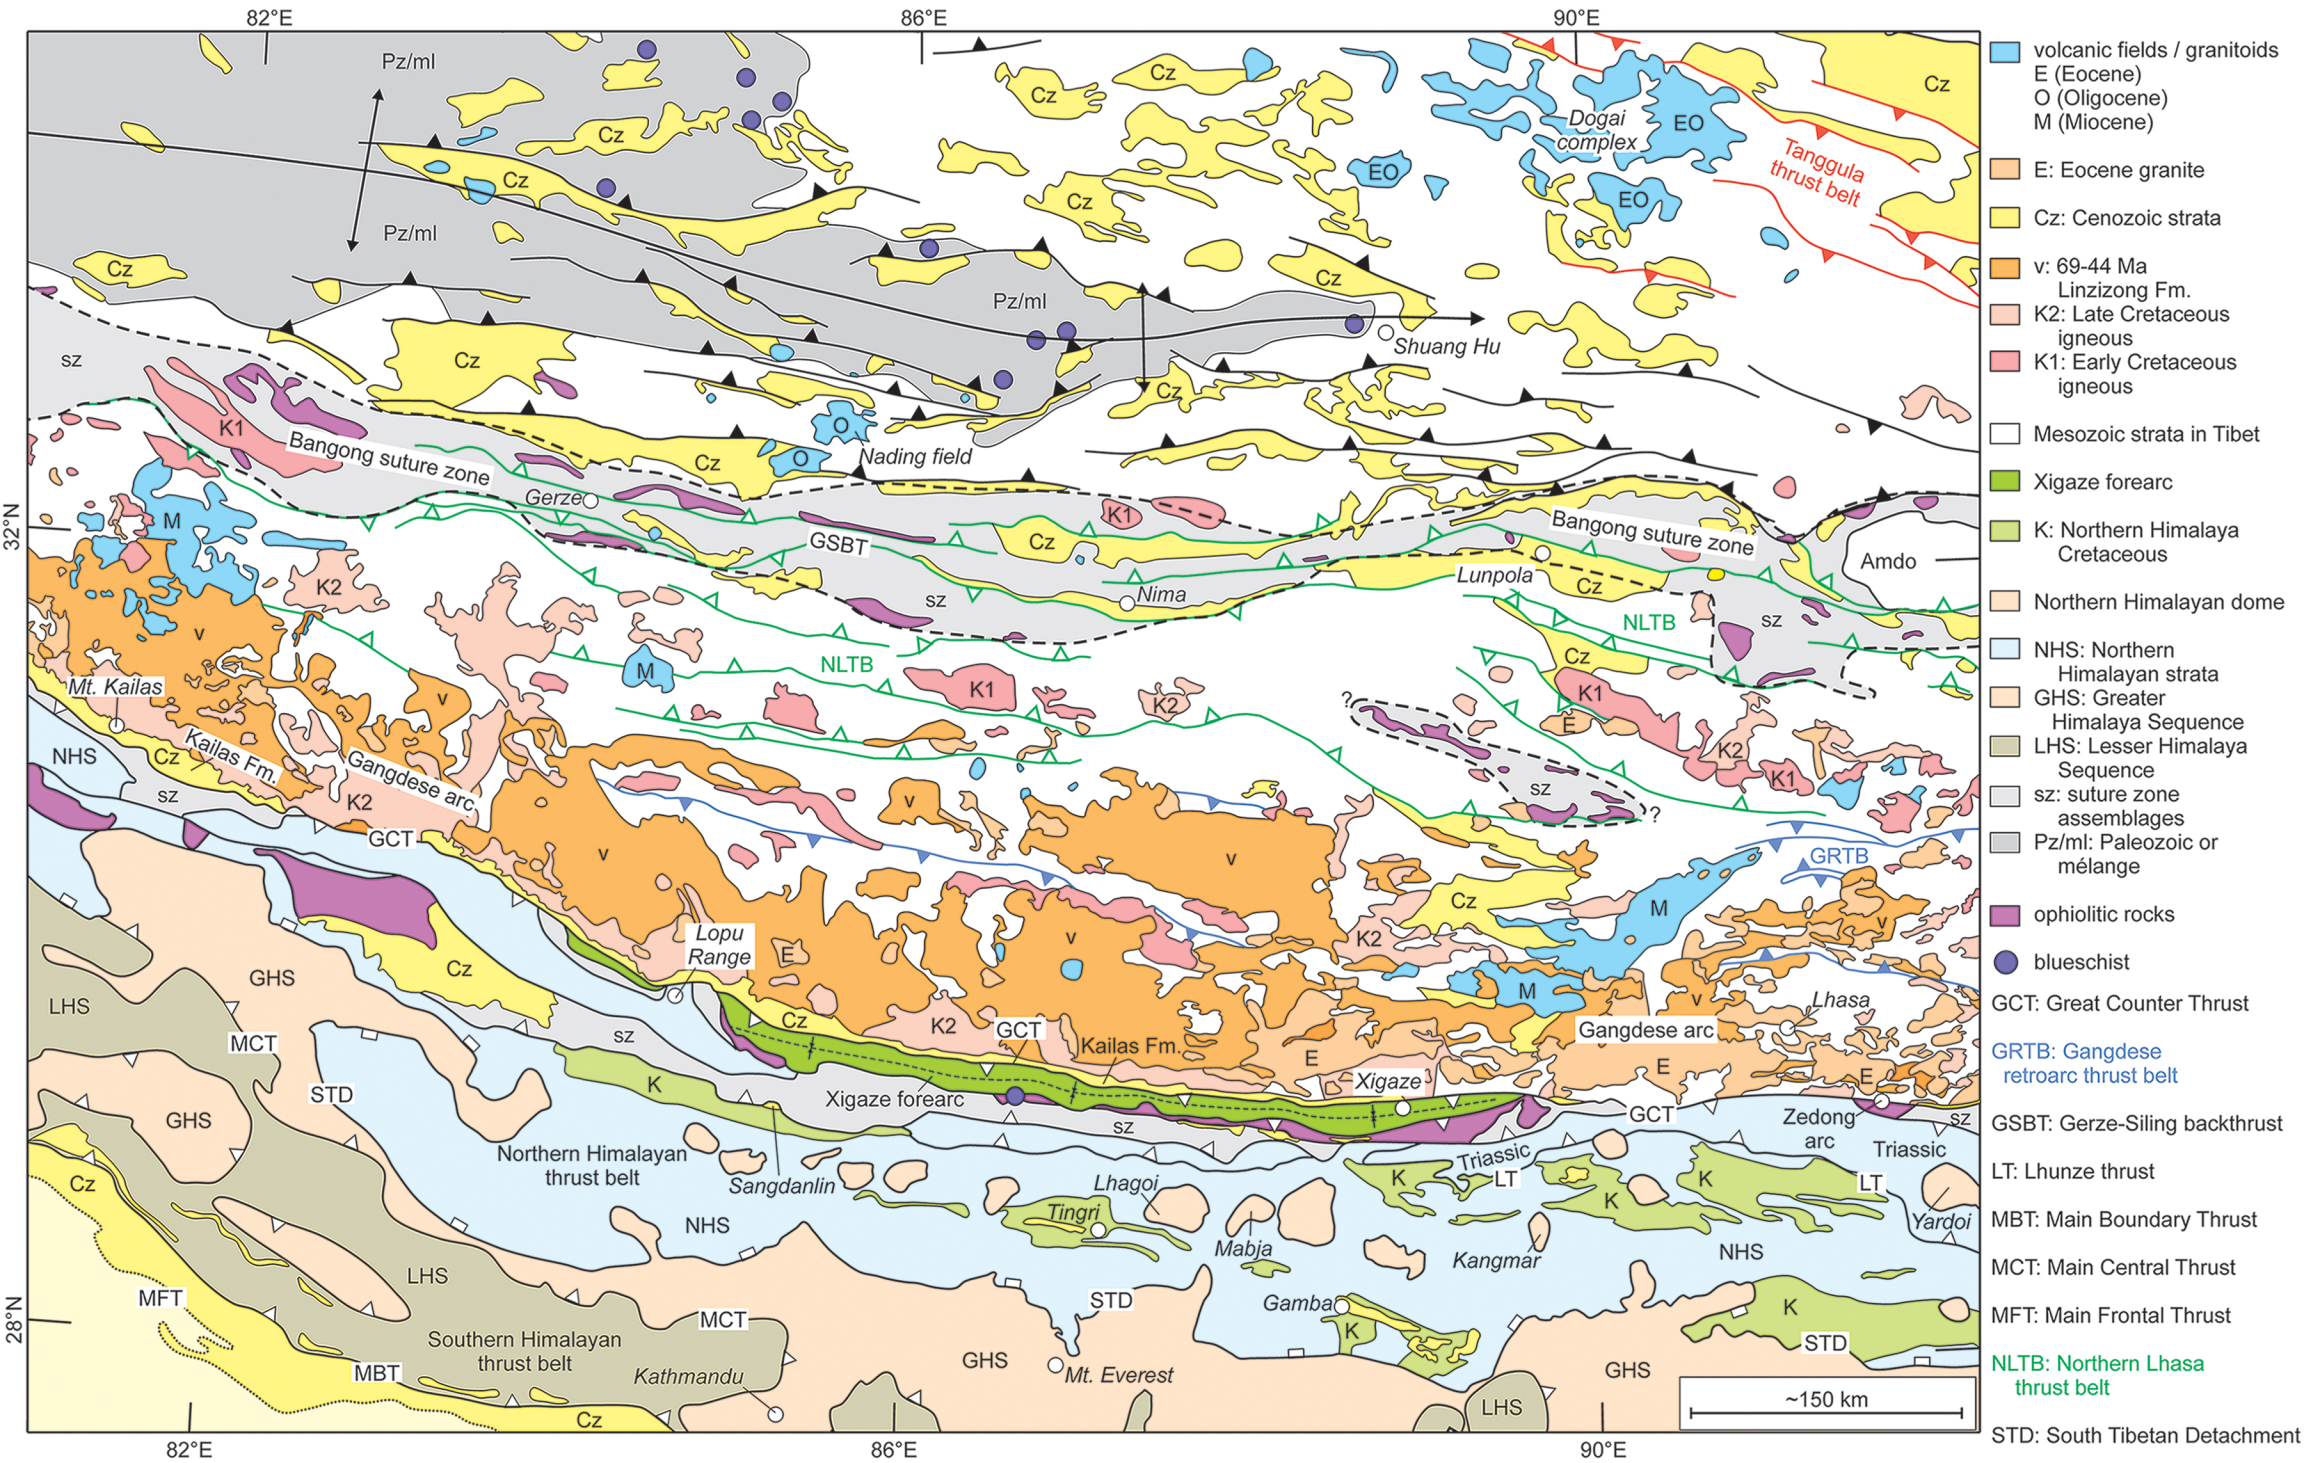 82°E
86°E
90°E
Pz/ml
Cz
Cz
Cz
Cz
Cz
Pz/ml
Cz
Cz
Cz
Pz/ml
Cz
EO
Dogai
complex
EO
EO
Tanggula
thrust belt
Shuang Hu
sz
Cz
Cz
K1
Bangong suture zone
O
O
Nading field
Cz
Gerze
32°N
M
K1
GSBT
Cz
Bangong suture zone
Amdo
Lunpola
Cz
Nima
sz
K2
v
NLTB
sz
NLTB
M
K1
K2
Cz
K1
E
K2
K1
Mt. Kailas
v
?
sz
?
NHS
Cz
Kailas Fm.
Gangdese arc.
sz
K2
GCT
v
v
v
GRTB
Cz
M
v
K2
Lopu
Range
E
v
GHS
Cz
LHS
M
v
Lhasa
Gangdese arc
MCT
sz
Cz
K2
GCT
Kailas Fm.
E
E
E
Xigaze
STD
K
Xigaze forearc
GHS
sz
GCT
Zedong
arc
sz
Triassic
Northern Himalayan
thrust belt
Sangdanlin
Triassic
LT
K
K
K
LT
Cz
Lhagoi
Tingri
Mabja
Kangmar
Yardoi
NHS
NHS
LHS
MFT
28°N
MCT
STD
Gamba
K
K
STD
Southern Himalayan
thrust belt
MBT
Kathmandu
GHS
Mt. Everest
GHS
LHS
Cz
~150 km
82°E
86°E
90°E
volcanic fields / granitoids
E (Eocene)
O (Oligocene)
M (Miocene)
E: Eocene granite
Cz: Cenozoic strata
v: 69-44 Ma
Linzizong Fm.
K2: Late Cretaceous
igneous
K1: Early Cretaceous
igneous
Mesozoic strata in Tibet
Xigaze forearc
K: Northern Himalaya
Cretaceous
Northern Himalayan dome
NHS: Northern
Himalayan strata
GHS: Greater
Himalaya Sequence
LHS: Lesser Himalaya
Sequence
sz: suture zone
assemblages
Pz/ml: Paleozoic or
mélange
ophiolitic rocks
blueschist
GCT: Great Counter Thrust
GRTB: Gangdese
retroarc thrust belt
GSBT: Gerze-Siling backthrust
LT: Lhunze thrust
MBT: Main Boundary Thrust
MCT: Main Central Thrust
MFT: Main Frontal Thrust
NLTB: Northern Lhasa
thrust belt
STD: South Tibetan Detachment